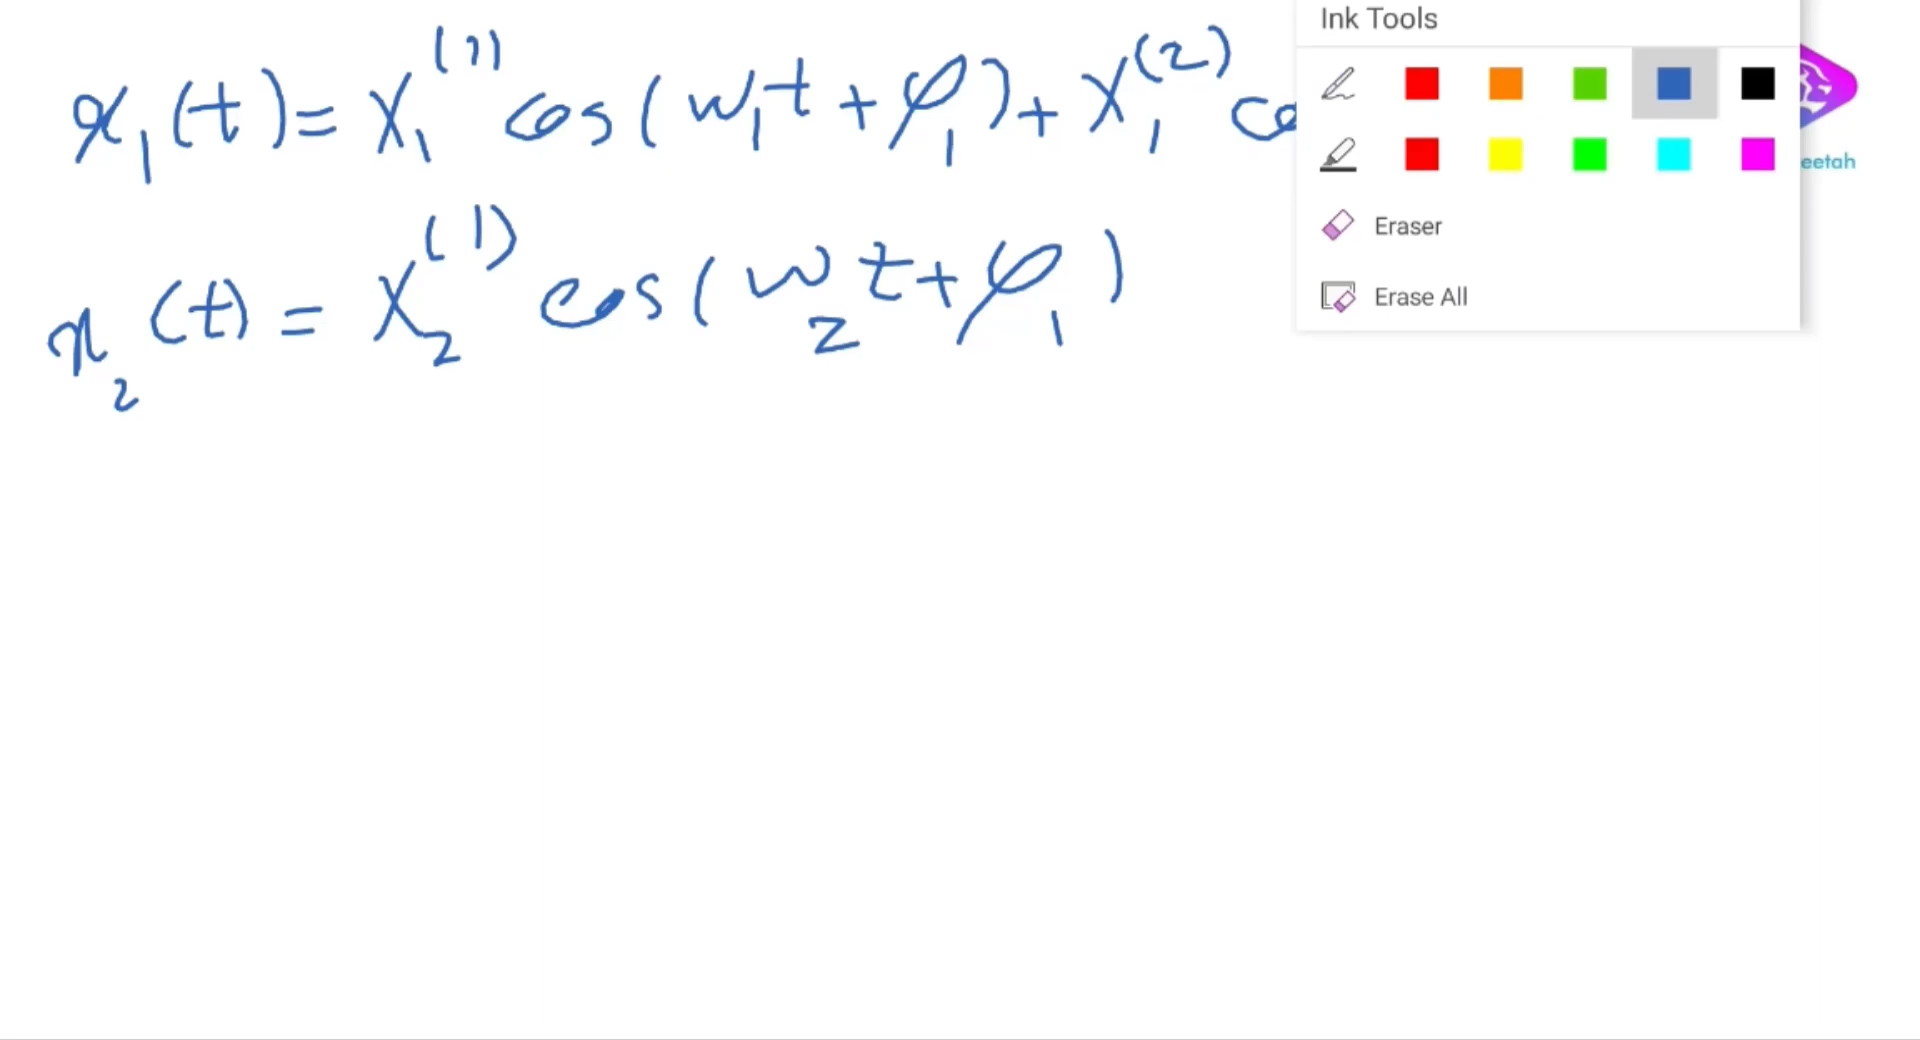 Ink Tools
x₁(t) = X₁⁽¹⁾ cos(w₁t + φ₁) + X₁⁽²⁾ co
eetah
Eraser
x₂(t) = X₂⁽¹⁾ cos(w₂t + φ₁)
Erase All